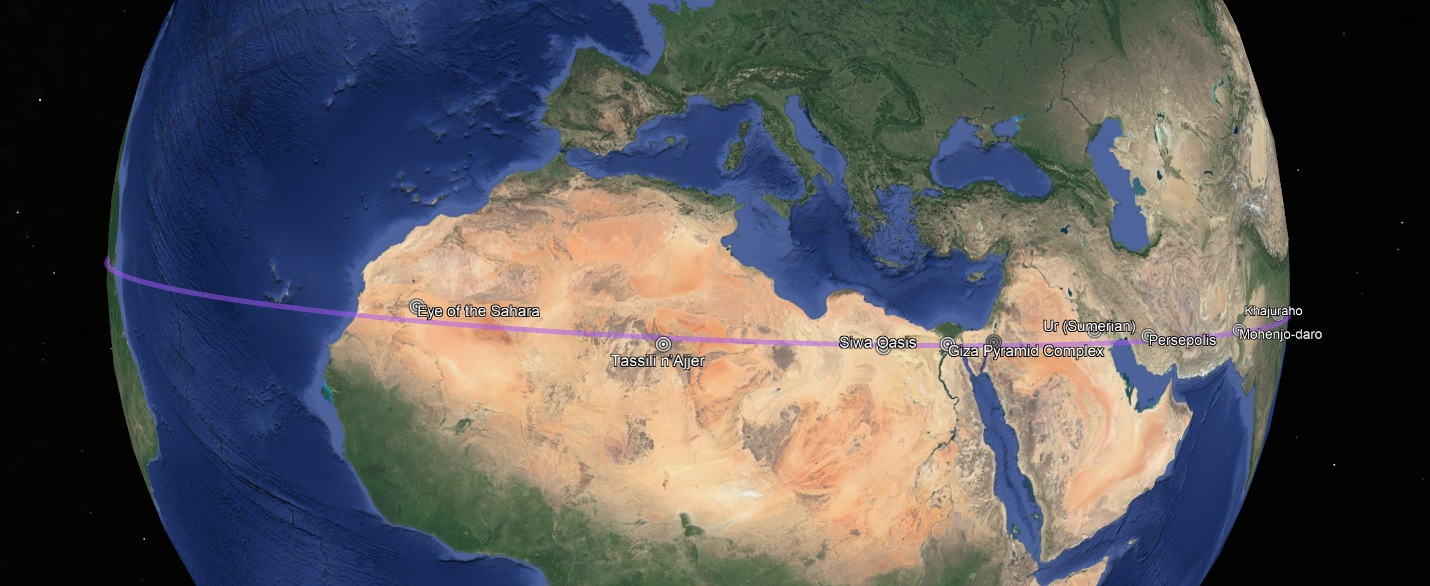 Eye of the Sahara
Tassili n'Ajjer
Siwa Oasis
Giza Pyramid Complex
Ur (Sumerian)
Persepolis
Khajuraho
Mohenjo-daro